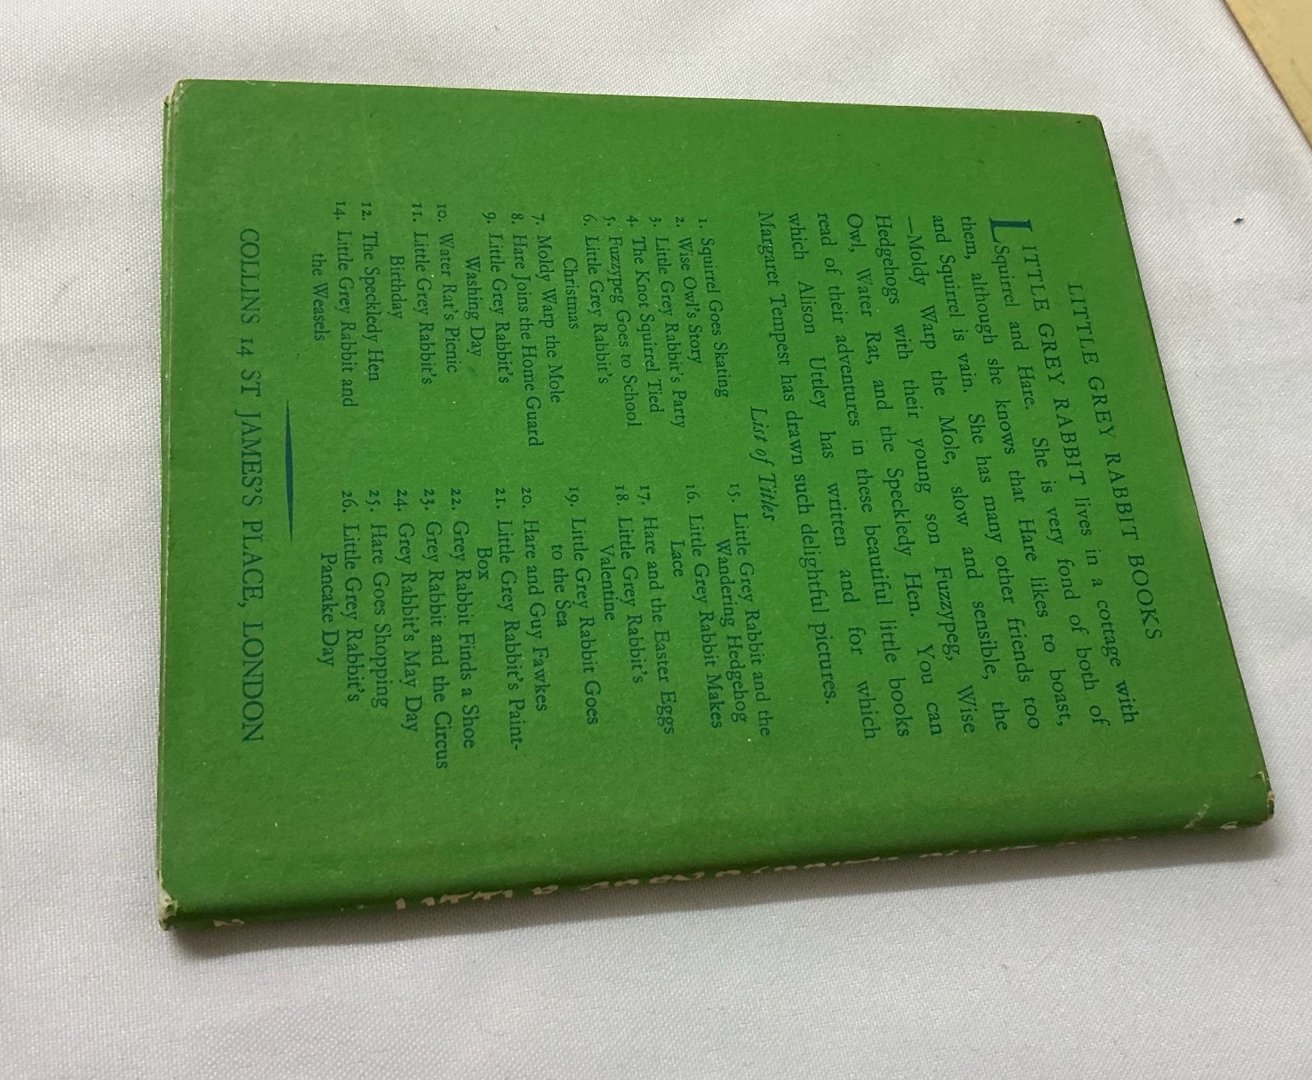 LITTLE GREY RABBIT BOOKS
LITTLE GREY RABBIT lives in a cottage with
Squirrel and Hare. She is very fond of both of
them, although she knows that Hare likes to boast,
and Squirrel is vain. She has many other friends too
—Moldy Warp the Mole, slow and sensible, the
Hedgehogs with their young son Fuzzypeg, Wise
Owl, Water Rat, and the Speckledy Hen. You can
read of their adventures in these beautiful little books
which Alison Uttley has written and for which
Margaret Tempest has drawn such delightful pictures.
List of Titles
1. Squirrel Goes Skating
2. Wise Owl's Story
3. Little Grey Rabbit's Party
4. The Knot Squirrel Tied
5. Fuzzypeg Goes to School
6. Little Grey Rabbit's
Christmas
7. Moldy Warp the Mole
8. Hare Joins the Home Guard
9. Little Grey Rabbit's
Washing Day
10. Water Rat's Picnic
11. Little Grey Rabbit's
Birthday
12. The Speckledy Hen
14. Little Grey Rabbit and
the Weasels
15. Little Grey Rabbit and the
Wandering Hedgehog
16. Little Grey Rabbit Makes
Lace
17. Hare and the Easter Eggs
18. Little Grey Rabbit's
Valentine
19. Little Grey Rabbit Goes
to the Sea
20. Hare and Guy Fawkes
21. Little Grey Rabbit's Paint-
Box
22. Grey Rabbit Finds a Shoe
23. Grey Rabbit and the Circus
24. Grey Rabbit's May Day
25. Hare Goes Shopping
26. Little Grey Rabbit's
Pancake Day
COLLINS 14 ST JAMES'S PLACE, LONDON